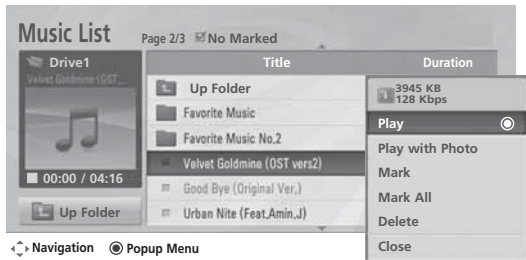 Music List
Page 2/3 No Marked
Drive1
Velvet Goldmine (OST...
00:00 / 04:16
Up Folder
Title
Duration
Up Folder
Favorite Music
Favorite Music No.2
Velvet Goldmine (OST vers2)
Good Bye (Original Ver.)
Urban Nite (Feat.Amin.J)
3945 KB
128 Kbps
Play
Play with Photo
Mark
Mark All
Delete
Close
Navigation Popup Menu